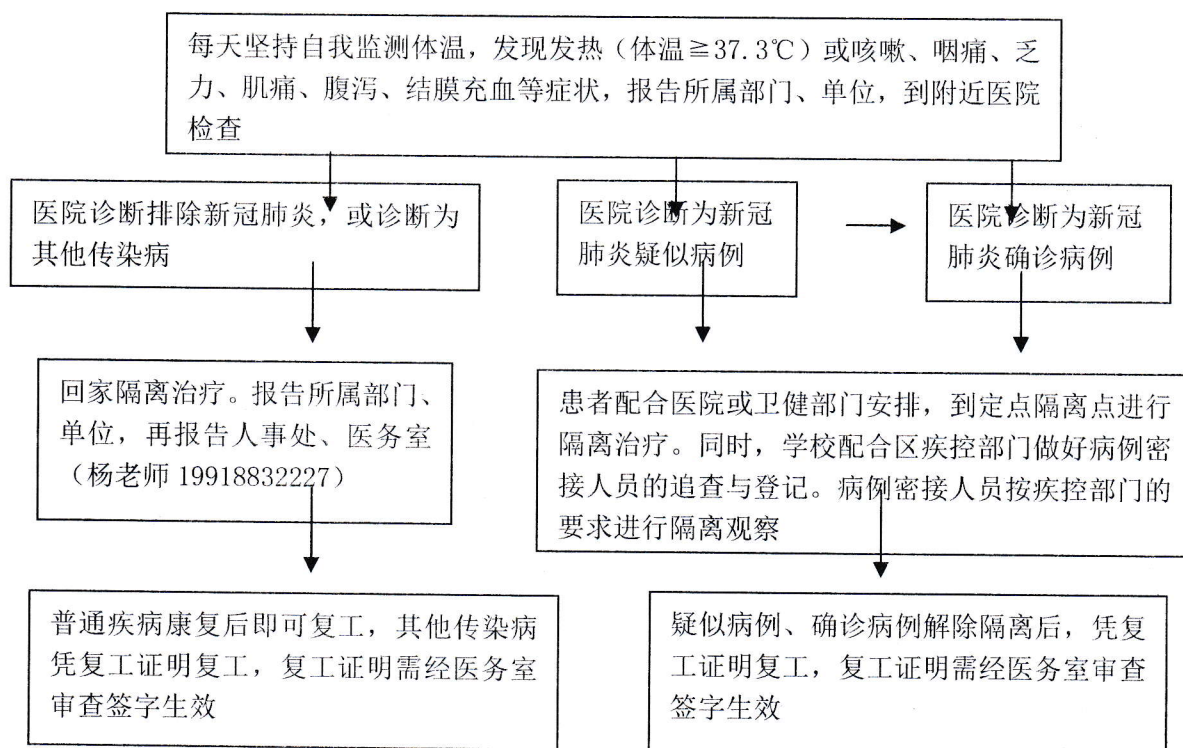 每天坚持自我监测体温，发现发热（体温≧37.3℃）或咳嗽、咽痛、乏
力、肌痛、腹泻、结膜充血等症状，报告所属部门、单位，到附近医院
检查
医院诊断排除新冠肺炎，或诊断为
其他传染病
医院诊断为新冠
肺炎疑似病例
医院诊断为新冠
肺炎确诊病例
回家隔离治疗。报告所属部门、
单位，再报告人事处、医务室
（杨老师 19918832227）
患者配合医院或卫健部门安排，到定点隔离点进行
隔离治疗。同时，学校配合区疾控部门做好病例密
接人员的追查与登记。病例密接人员按疾控部门的
要求进行隔离观察
普通疾病康复后即可复工，其他传染病
凭复工证明复工，复工证明需经医务室
审查签字生效
疑似病例、确诊病例解除隔离后，凭复
工证明复工，复工证明需经医务室审查
签字生效